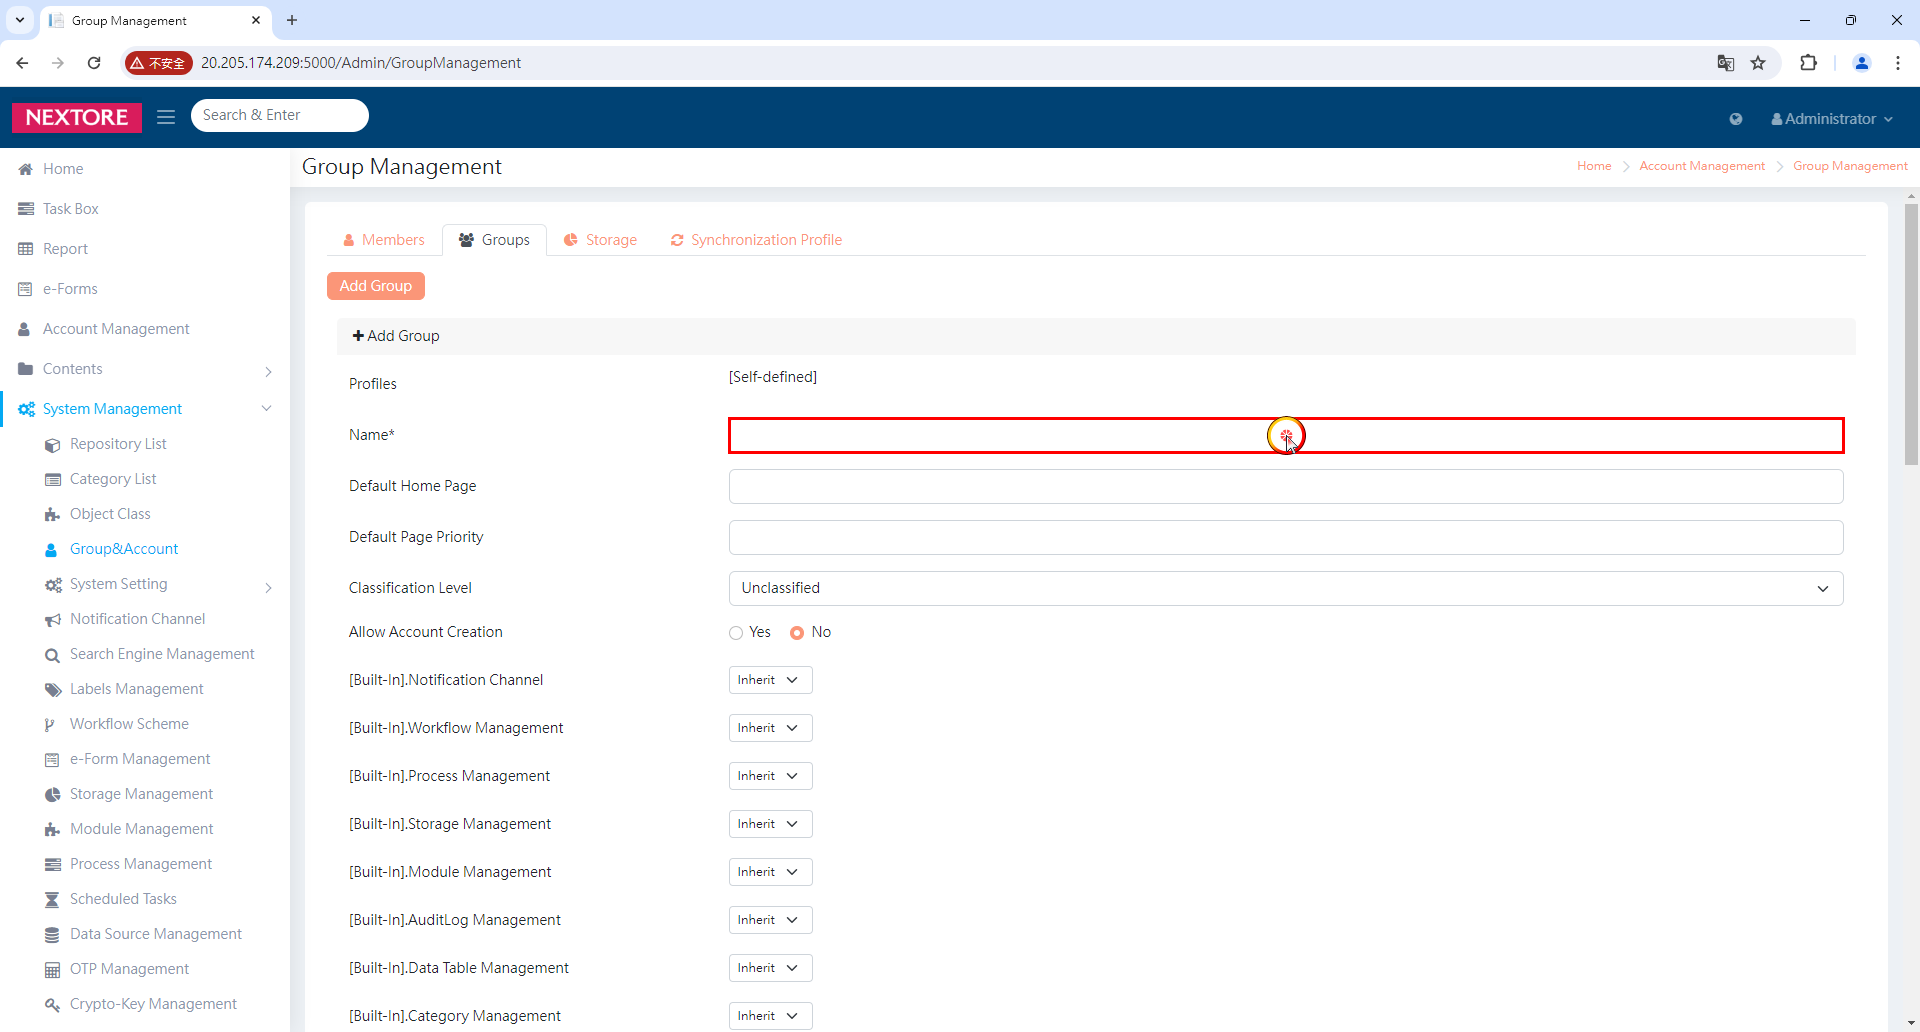 Group Management
不安全
20.205.174.209:5000/Admin/GroupManagement
NEXTORE
Search & Enter
Administrator
Home
Task Box
Report
e-Forms
Account Management
Contents
System Management
Repository List
Category List
Object Class
Group&Account
System Setting
Notification Channel
Search Engine Management
Labels Management
Workflow Scheme
e-Form Management
Storage Management
Module Management
Process Management
Scheduled Tasks
Data Source Management
OTP Management
Crypto-Key Management
Group Management
Home > Account Management > Group Management
Members Groups Storage Synchronization Profile
Add Group
Add Group
Profiles [Self-defined]
Name*
Default Home Page
Default Page Priority
Classification Level Unclassified
Allow Account Creation Yes No
[Built-In].Notification Channel Inherit
[Built-In].Workflow Management Inherit
[Built-In].Process Management Inherit
[Built-In].Storage Management Inherit
[Built-In].Module Management Inherit
[Built-In].AuditLog Management Inherit
[Built-In].Data Table Management Inherit
[Built-In].Category Management Inherit